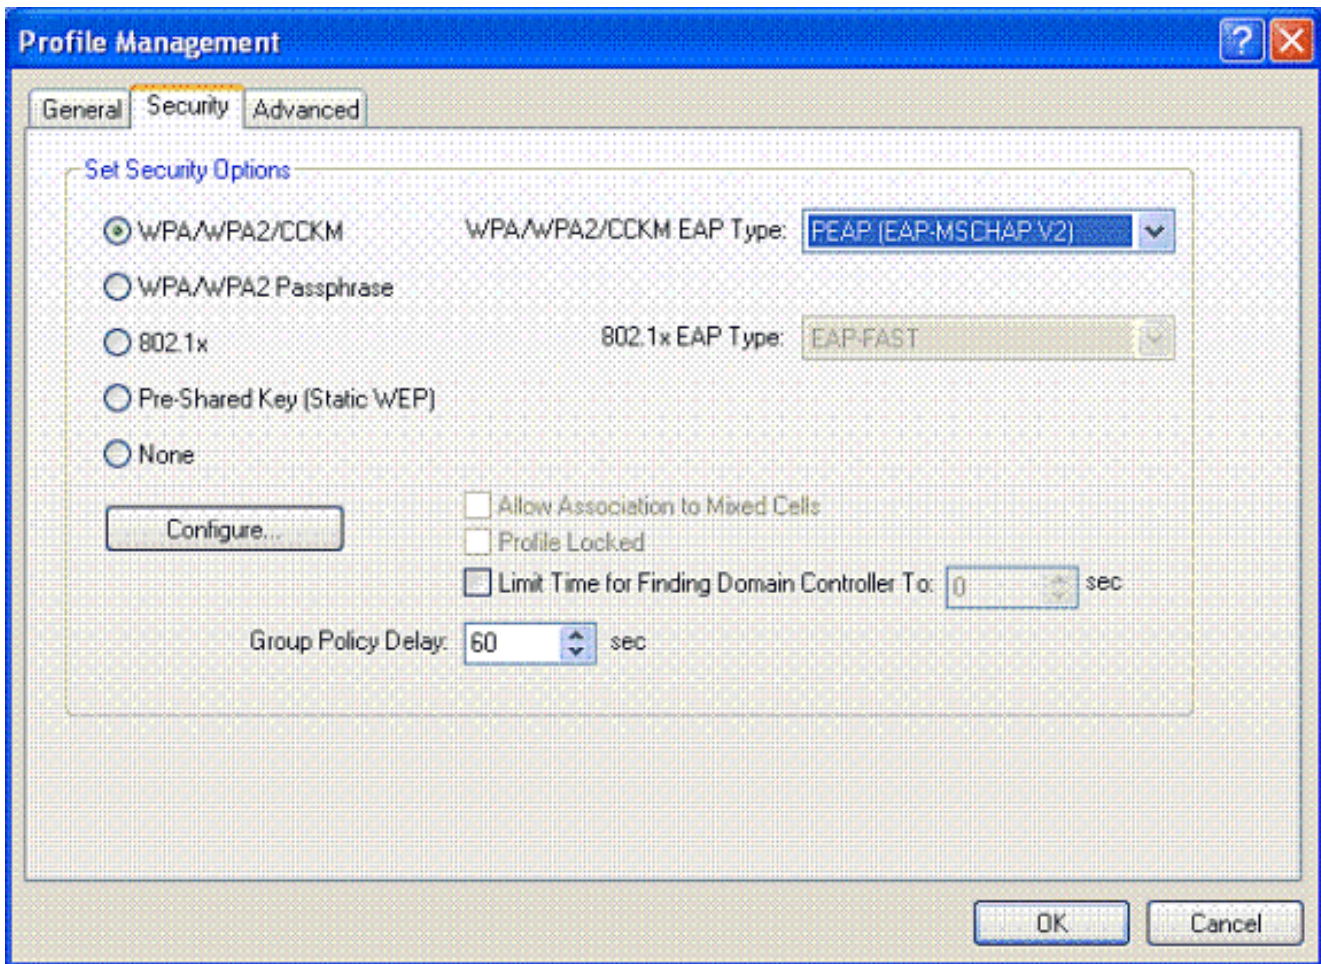 Profile Management
General Security Advanced
Set Security Options
WPA/WPA2/CCKM WPA/WPA2/CCKM EAP Type: PEAP (EAP-MSCHAP V2)
WPA/WPA2 Passphrase
802.1x 802.1x EAP Type: EAP-FAST
Pre-Shared Key (Static WEP)
None
Allow Association to Mixed Cells
Configure... Profile Locked
Limit Time for Finding Domain Controller To: 0 sec
Group Policy Delay: 60 sec
OK Cancel